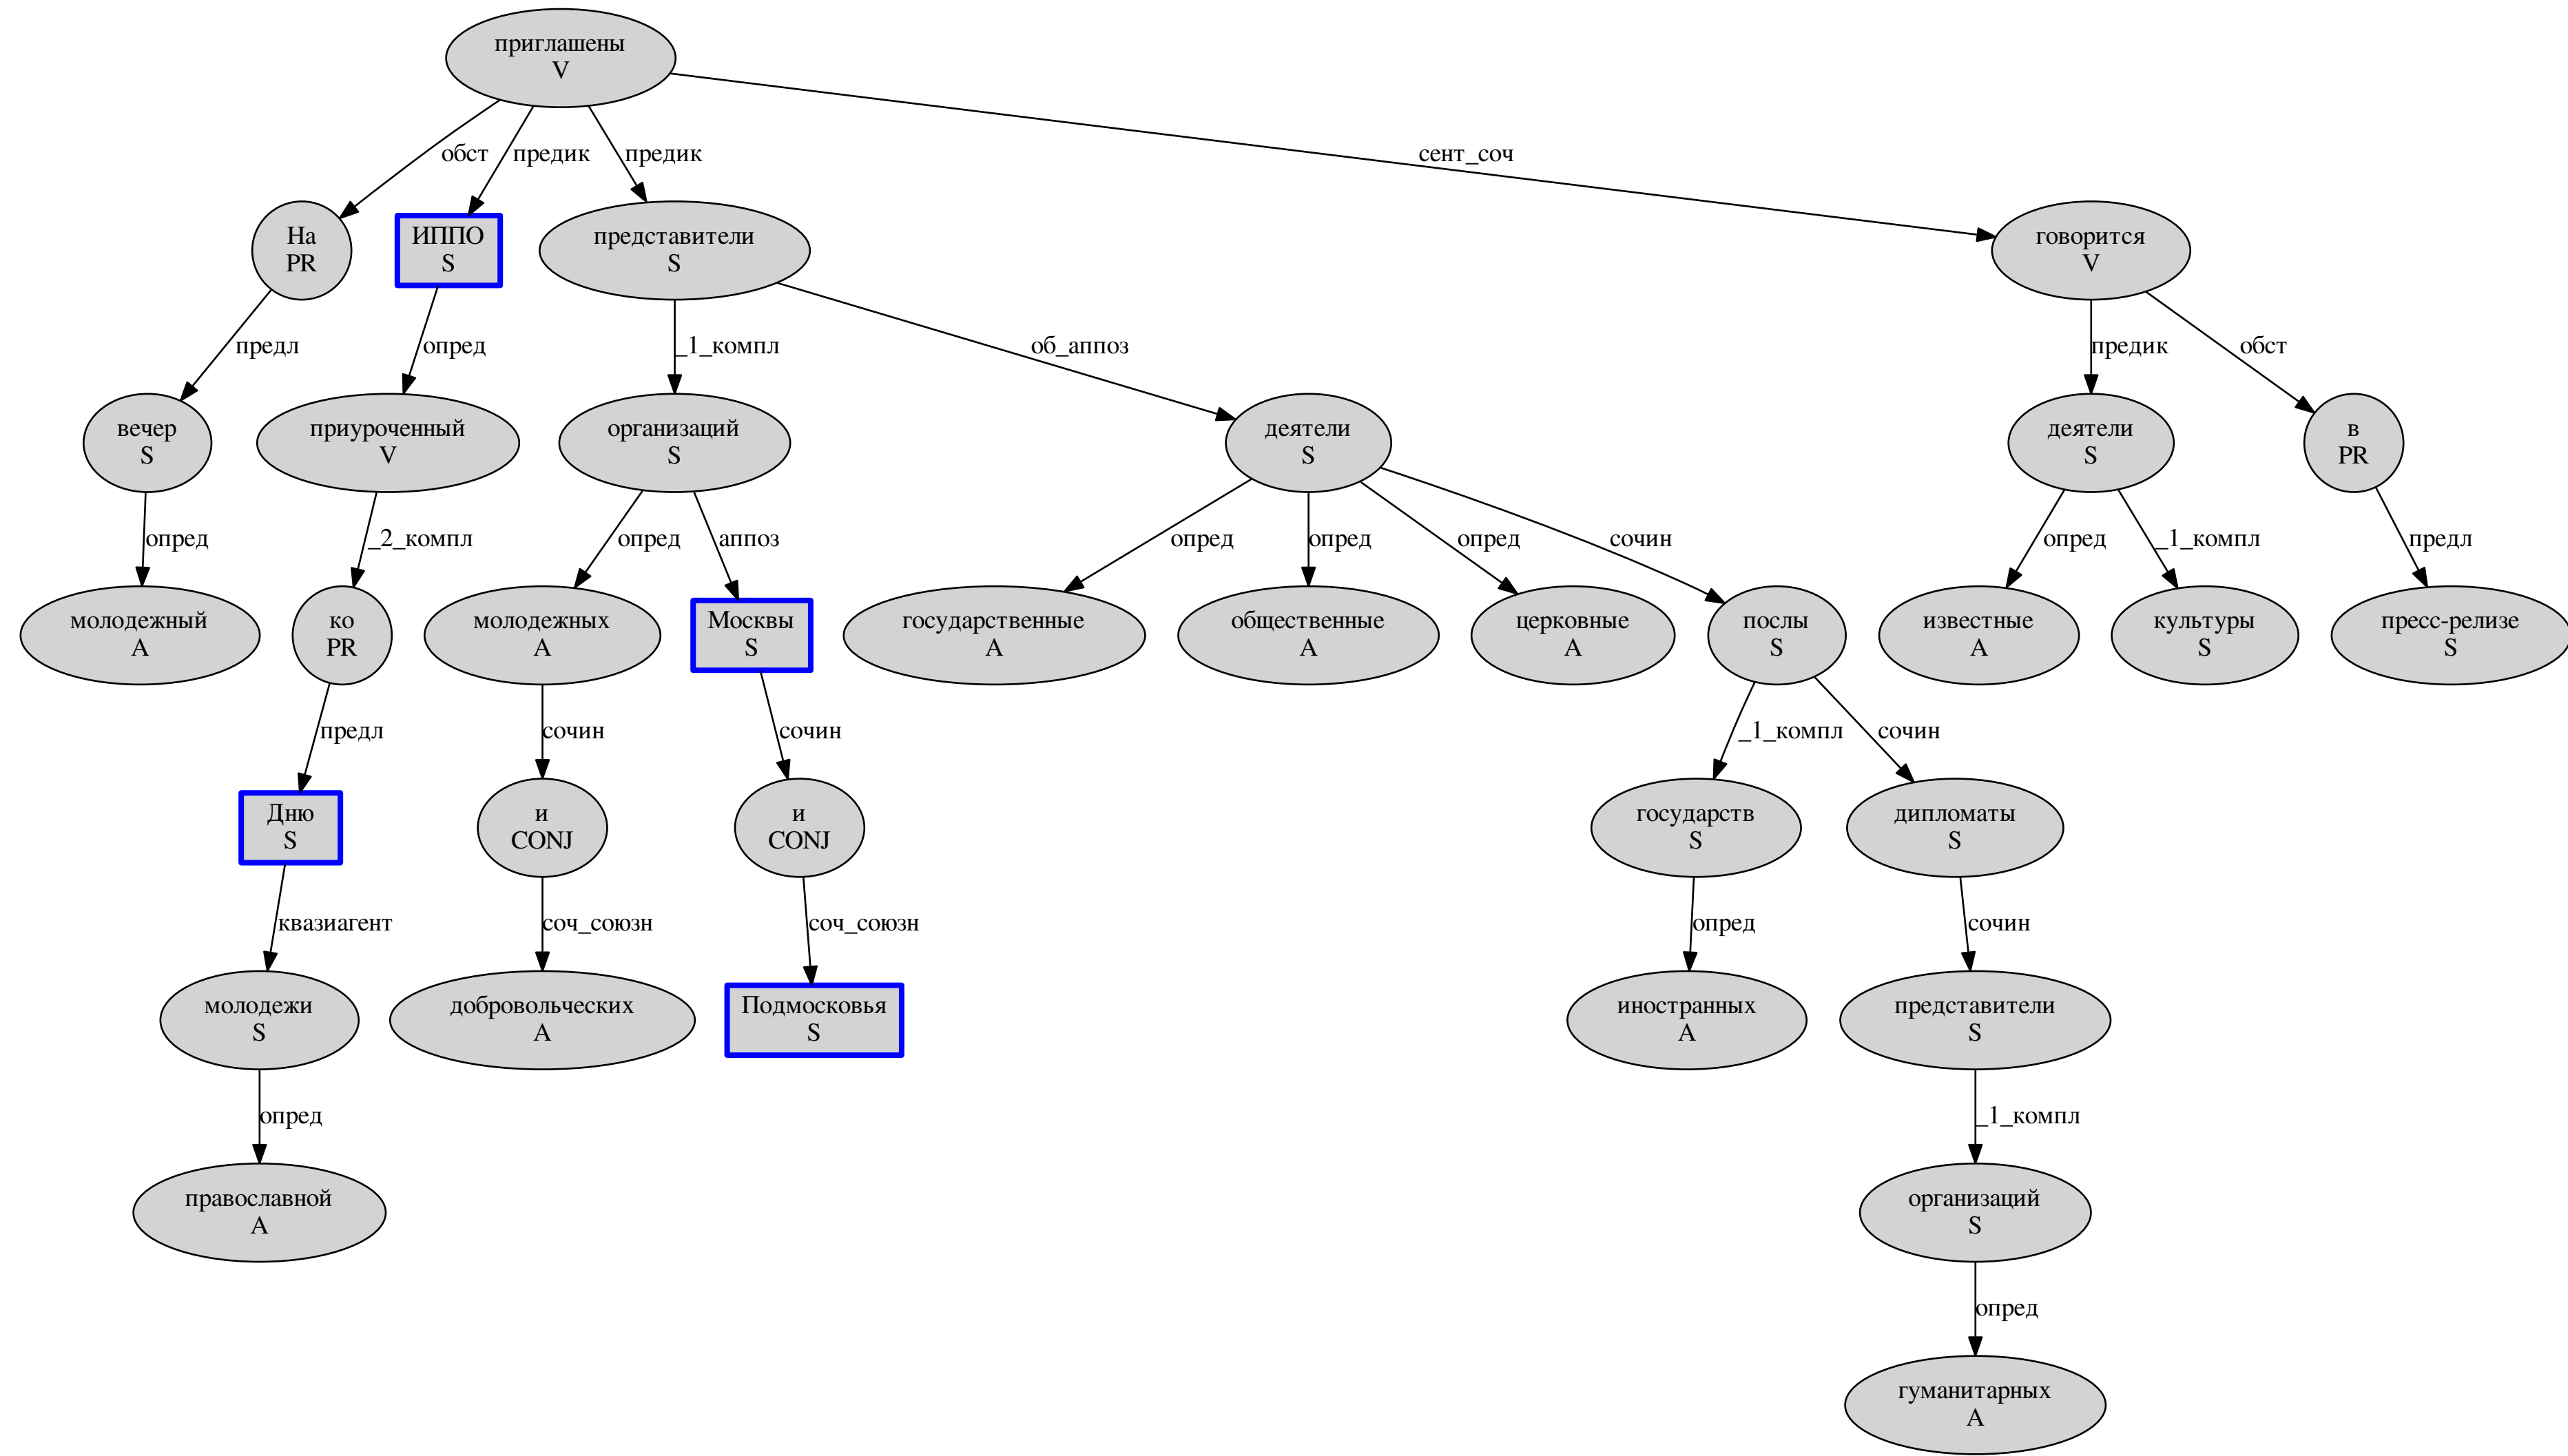 приглашены
V
обст
предик
предик
сент_соч
На
PR
ИППО
S
представители
S
говорится
V
предл
опред
_1_компл
об_аппоз
предик
обст
вечер
S
приуроченный
V
организаций
S
деятели
S
деятели
S
в
PR
опред
_2_компл
опред
аппоз
опред
опред
опред
сочин
опред
_1_компл
предл
молодежный
A
ко
PR
молодежных
A
Москвы
S
государственные
A
общественные
A
церковные
A
послы
S
известные
A
культуры
S
пресс-релизе
S
предл
сочин
сочин
_1_компл
сочин
Дню
S
и
CONJ
и
CONJ
государств
S
дипломаты
S
квазиагент
соч_союзн
соч_союзн
опред
сочин
молодежи
S
добровольческих
A
Подмосковья
S
иностранных
A
представители
S
опред
_1_компл
православной
A
организаций
S
опред
гуманитарных
A